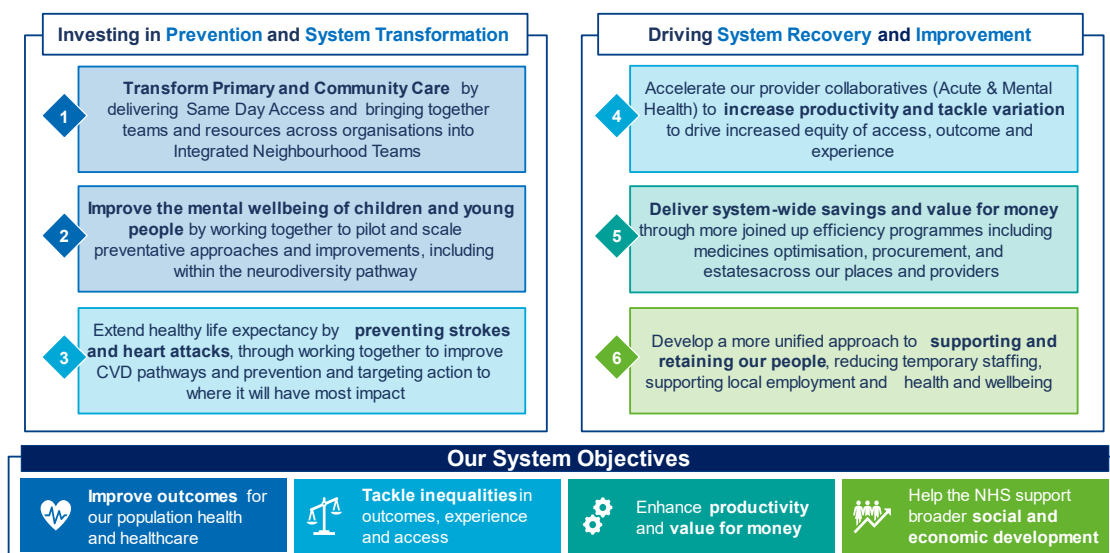 Investing in Prevention and System Transformation
1
Transform Primary and Community Care by
delivering Same Day Access and bringing together
teams and resources across organisations into
Integrated Neighbourhood Teams
2
Improve the mental wellbeing of children and young
people by working together to pilot and scale
preventative approaches and improvements, including
within the neurodiversity pathway
3
Extend healthy life expectancy by preventing strokes
and heart attacks, through working together to improve
CVD pathways and prevention and targeting action to
where it will have most impact
Driving System Recovery and Improvement
4
Accelerate our provider collaboratives (Acute & Mental
Health) to increase productivity and tackle variation
to drive increased equity of access, outcome and
experience
5
Deliver system-wide savings and value for money
through more joined up efficiency programmes including
medicines optimisation, procurement, and
estatesacross our places and providers
6
Develop a more unified approach to supporting and
retaining our people, reducing temporary staffing,
supporting local employment and health and wellbeing
Our System Objectives
Improve outcomes for
our population health
and healthcare
Tackle inequalities in
outcomes, experience
and access
Enhance productivity
and value for money
Help the NHS support
broader social and
economic development